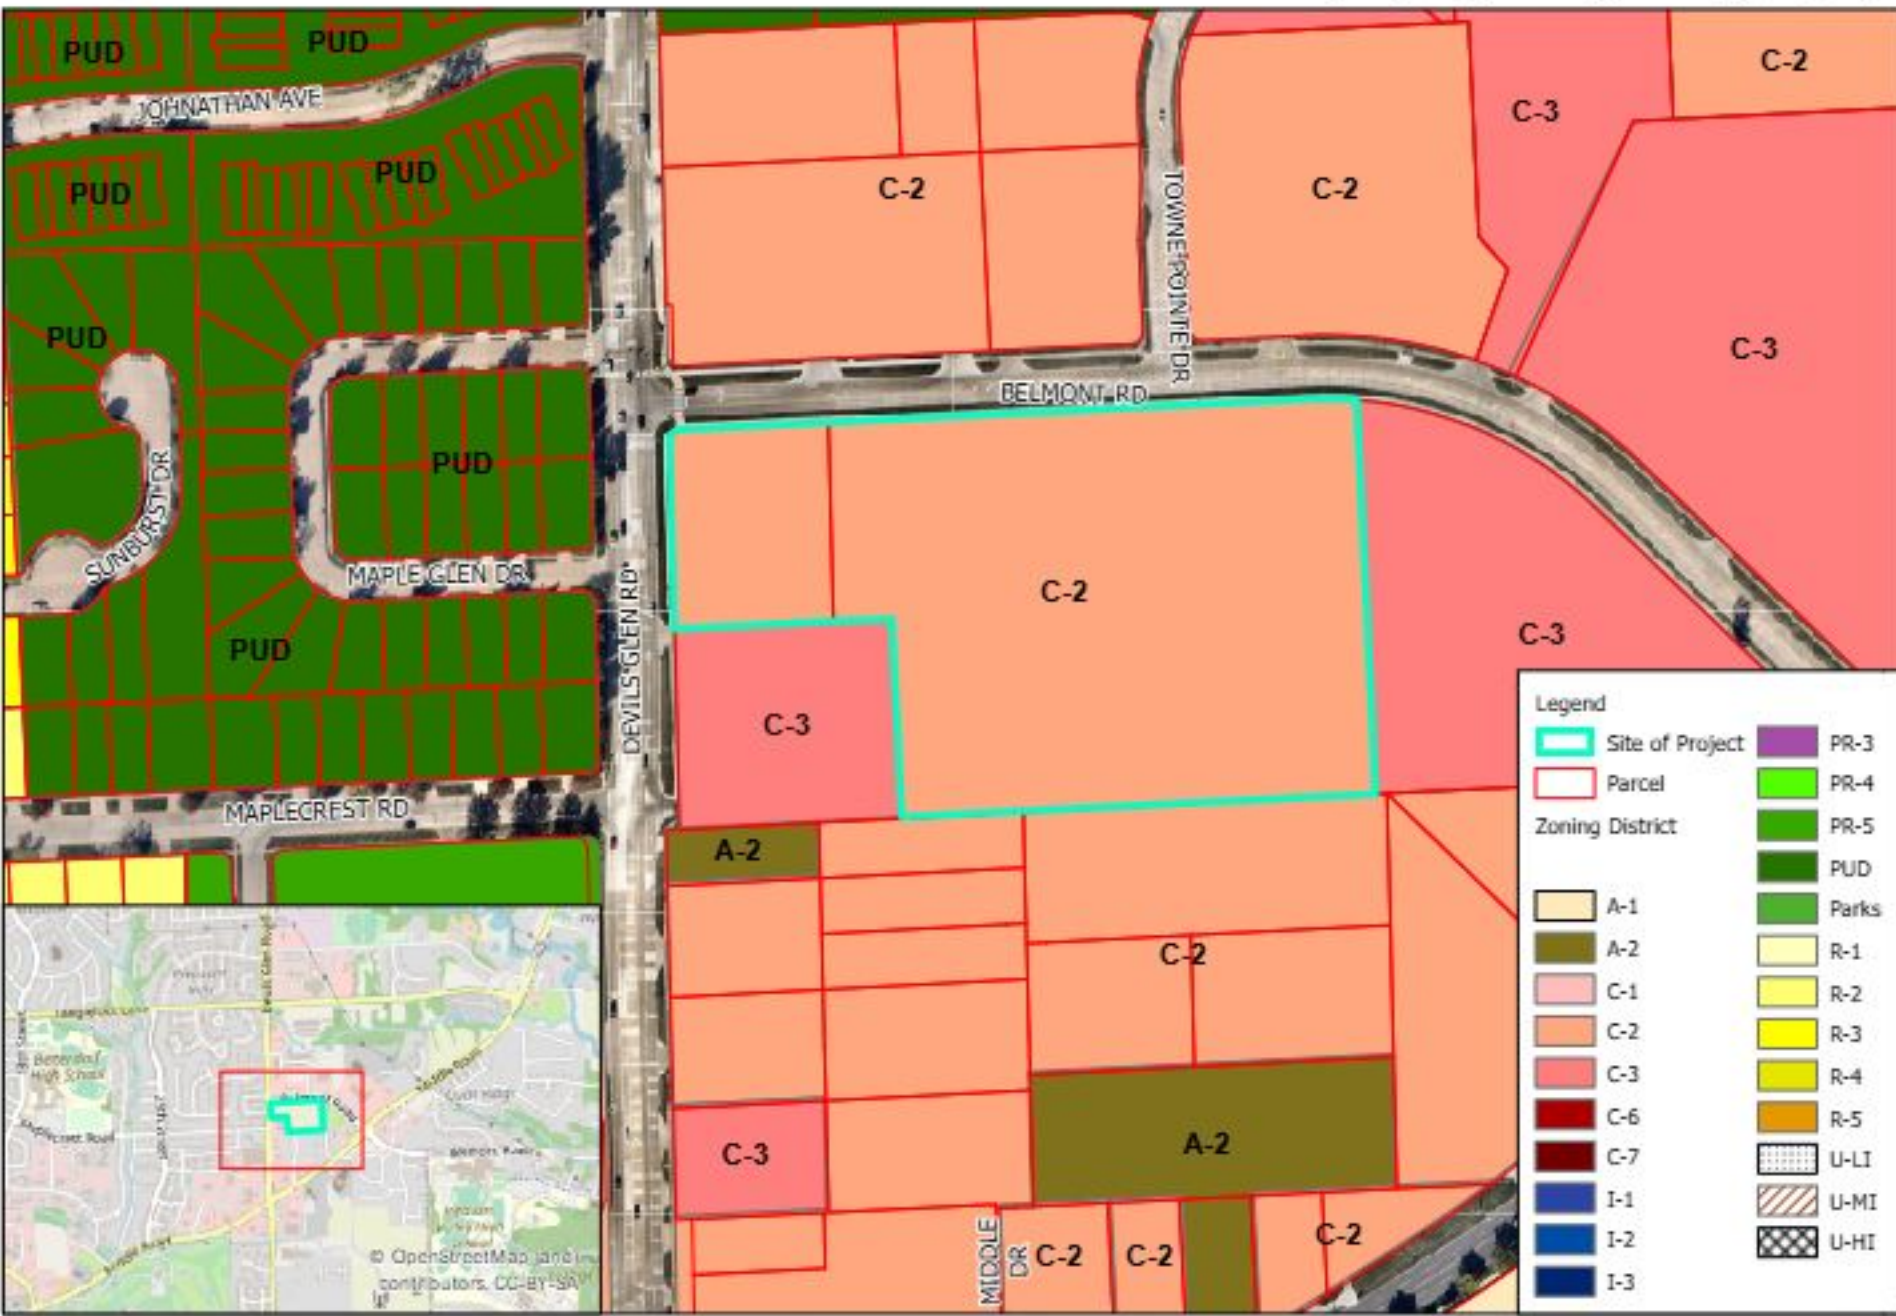 PUD
PUD
C-2
JOHNATHAN AVE
C-3
PUD
PUD
C-2
C-2
TOWNE POINTE DR
PUD
C-3
BELMONT RD
PUD
SUNBURST DR
MAPLE GLEN DR
C-2
DEVILS GLEN RD
PUD
C-3
C-3
MAPLECREST RD
A-2
C-2
A-2
C-3
MIDDLE
DR
C-2
C-2
C-2
Legend
Site of Project
Parcel
Zoning District
A-1
A-2
C-1
C-2
C-3
C-6
C-7
I-1
I-2
I-3
PR-3
PR-4
PR-5
PUD
Parks
R-1
R-2
R-3
R-4
R-5
U-LI
U-MI
U-HI
High School
Road
© OpenStreetMap (and)
contributors, CC-BY-SA